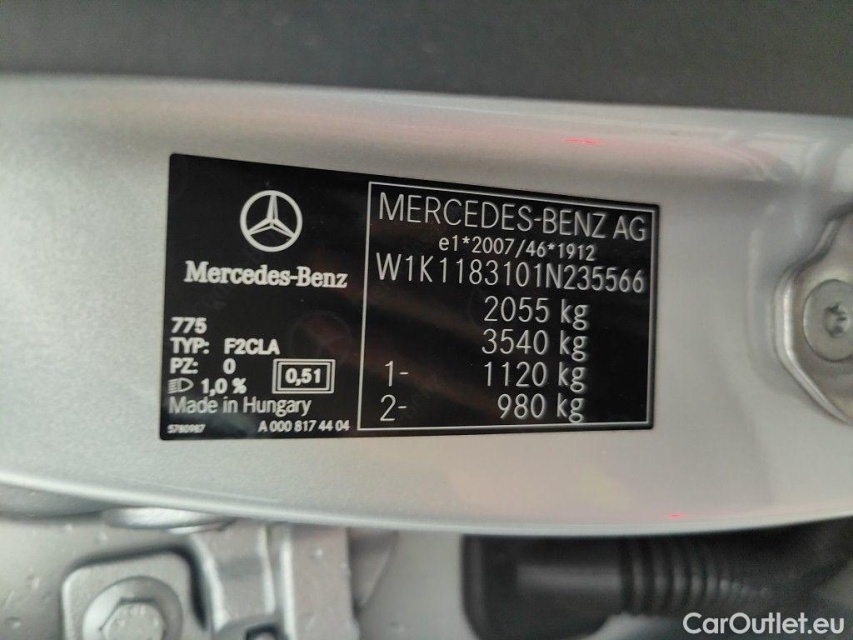 Mercedes-Benz
775
TYP: F2CLA
PZ: 0
1,0 %
0,51
Made in Hungary
5780987
A 000 817 44 04
MERCEDES-BENZ AG
e1*2007/46*1912
W1K1183101N235566
2055 kg
3540 kg
1- 1120 kg
2- 980 kg
CarOutlet.eu